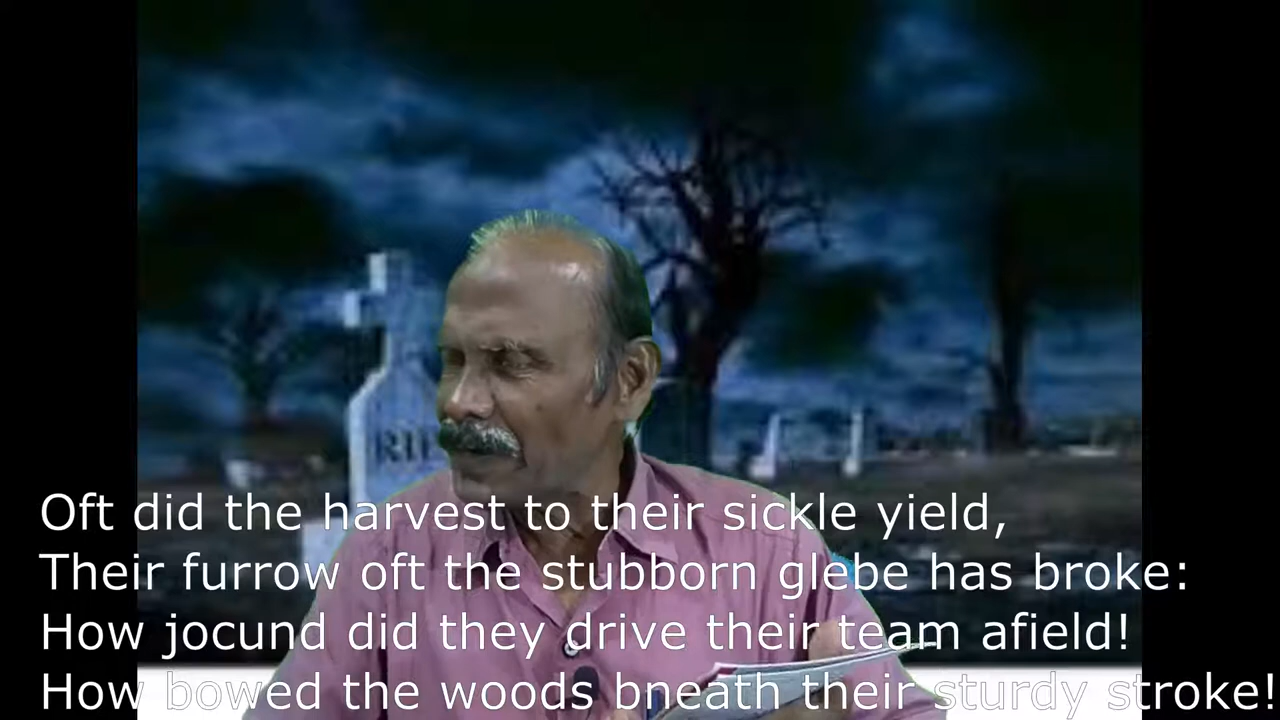 RIP
Oft did the harvest to their sickle yield,
Their furrow oft the stubborn glebe has broke:
How jocund did they drive their team afield!
How bowed the woods bneath their sturdy stroke!